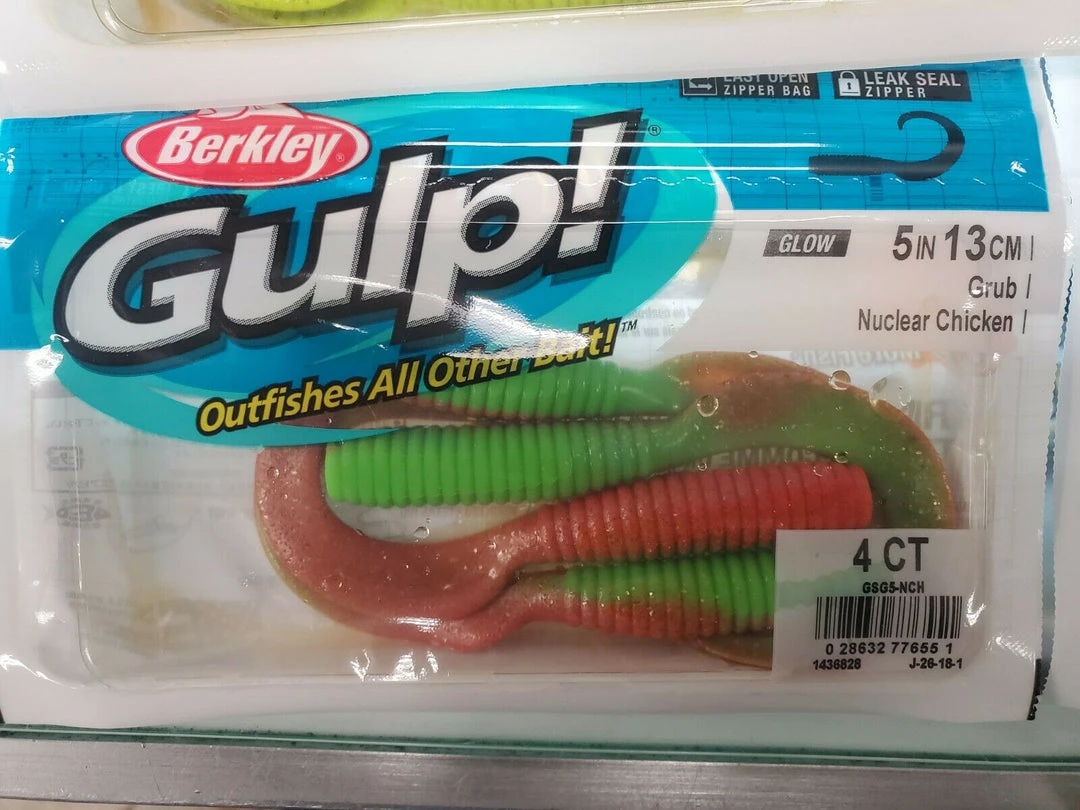 EASY OPEN
ZIPPER BAG
LEAK SEAL
ZIPPER
Berkley®
Gulp!®
Outfishes All Other Bait!™
GLOW
5IN 13CM
Grub
Nuclear Chicken
4 CT
GSG5-NCH
0 28632 77655 1
1436828 J-26-18-1